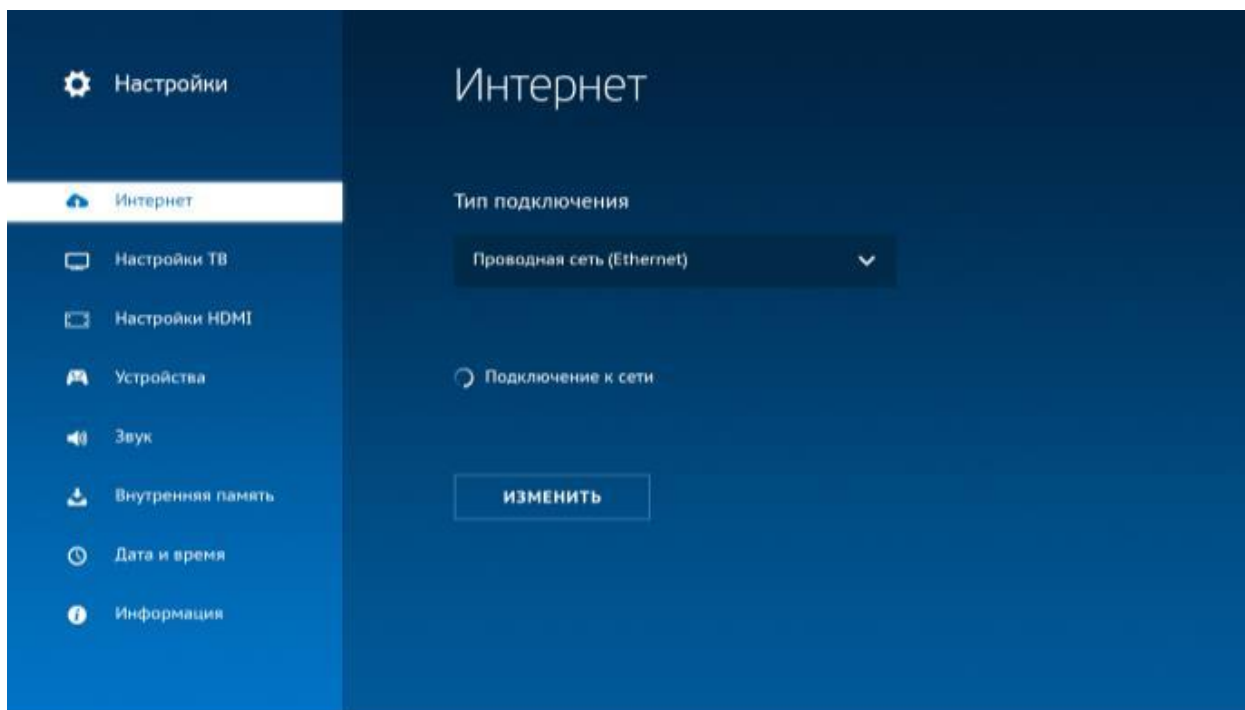 Настройки
Интернет
Настройки ТВ
Настройки HDMI
Устройства
Звук
Внутренняя память
Дата и время
Информация
Интернет
Тип подключения
Проводная сеть (Ethernet)
Подключение к сети
ИЗМЕНИТЬ